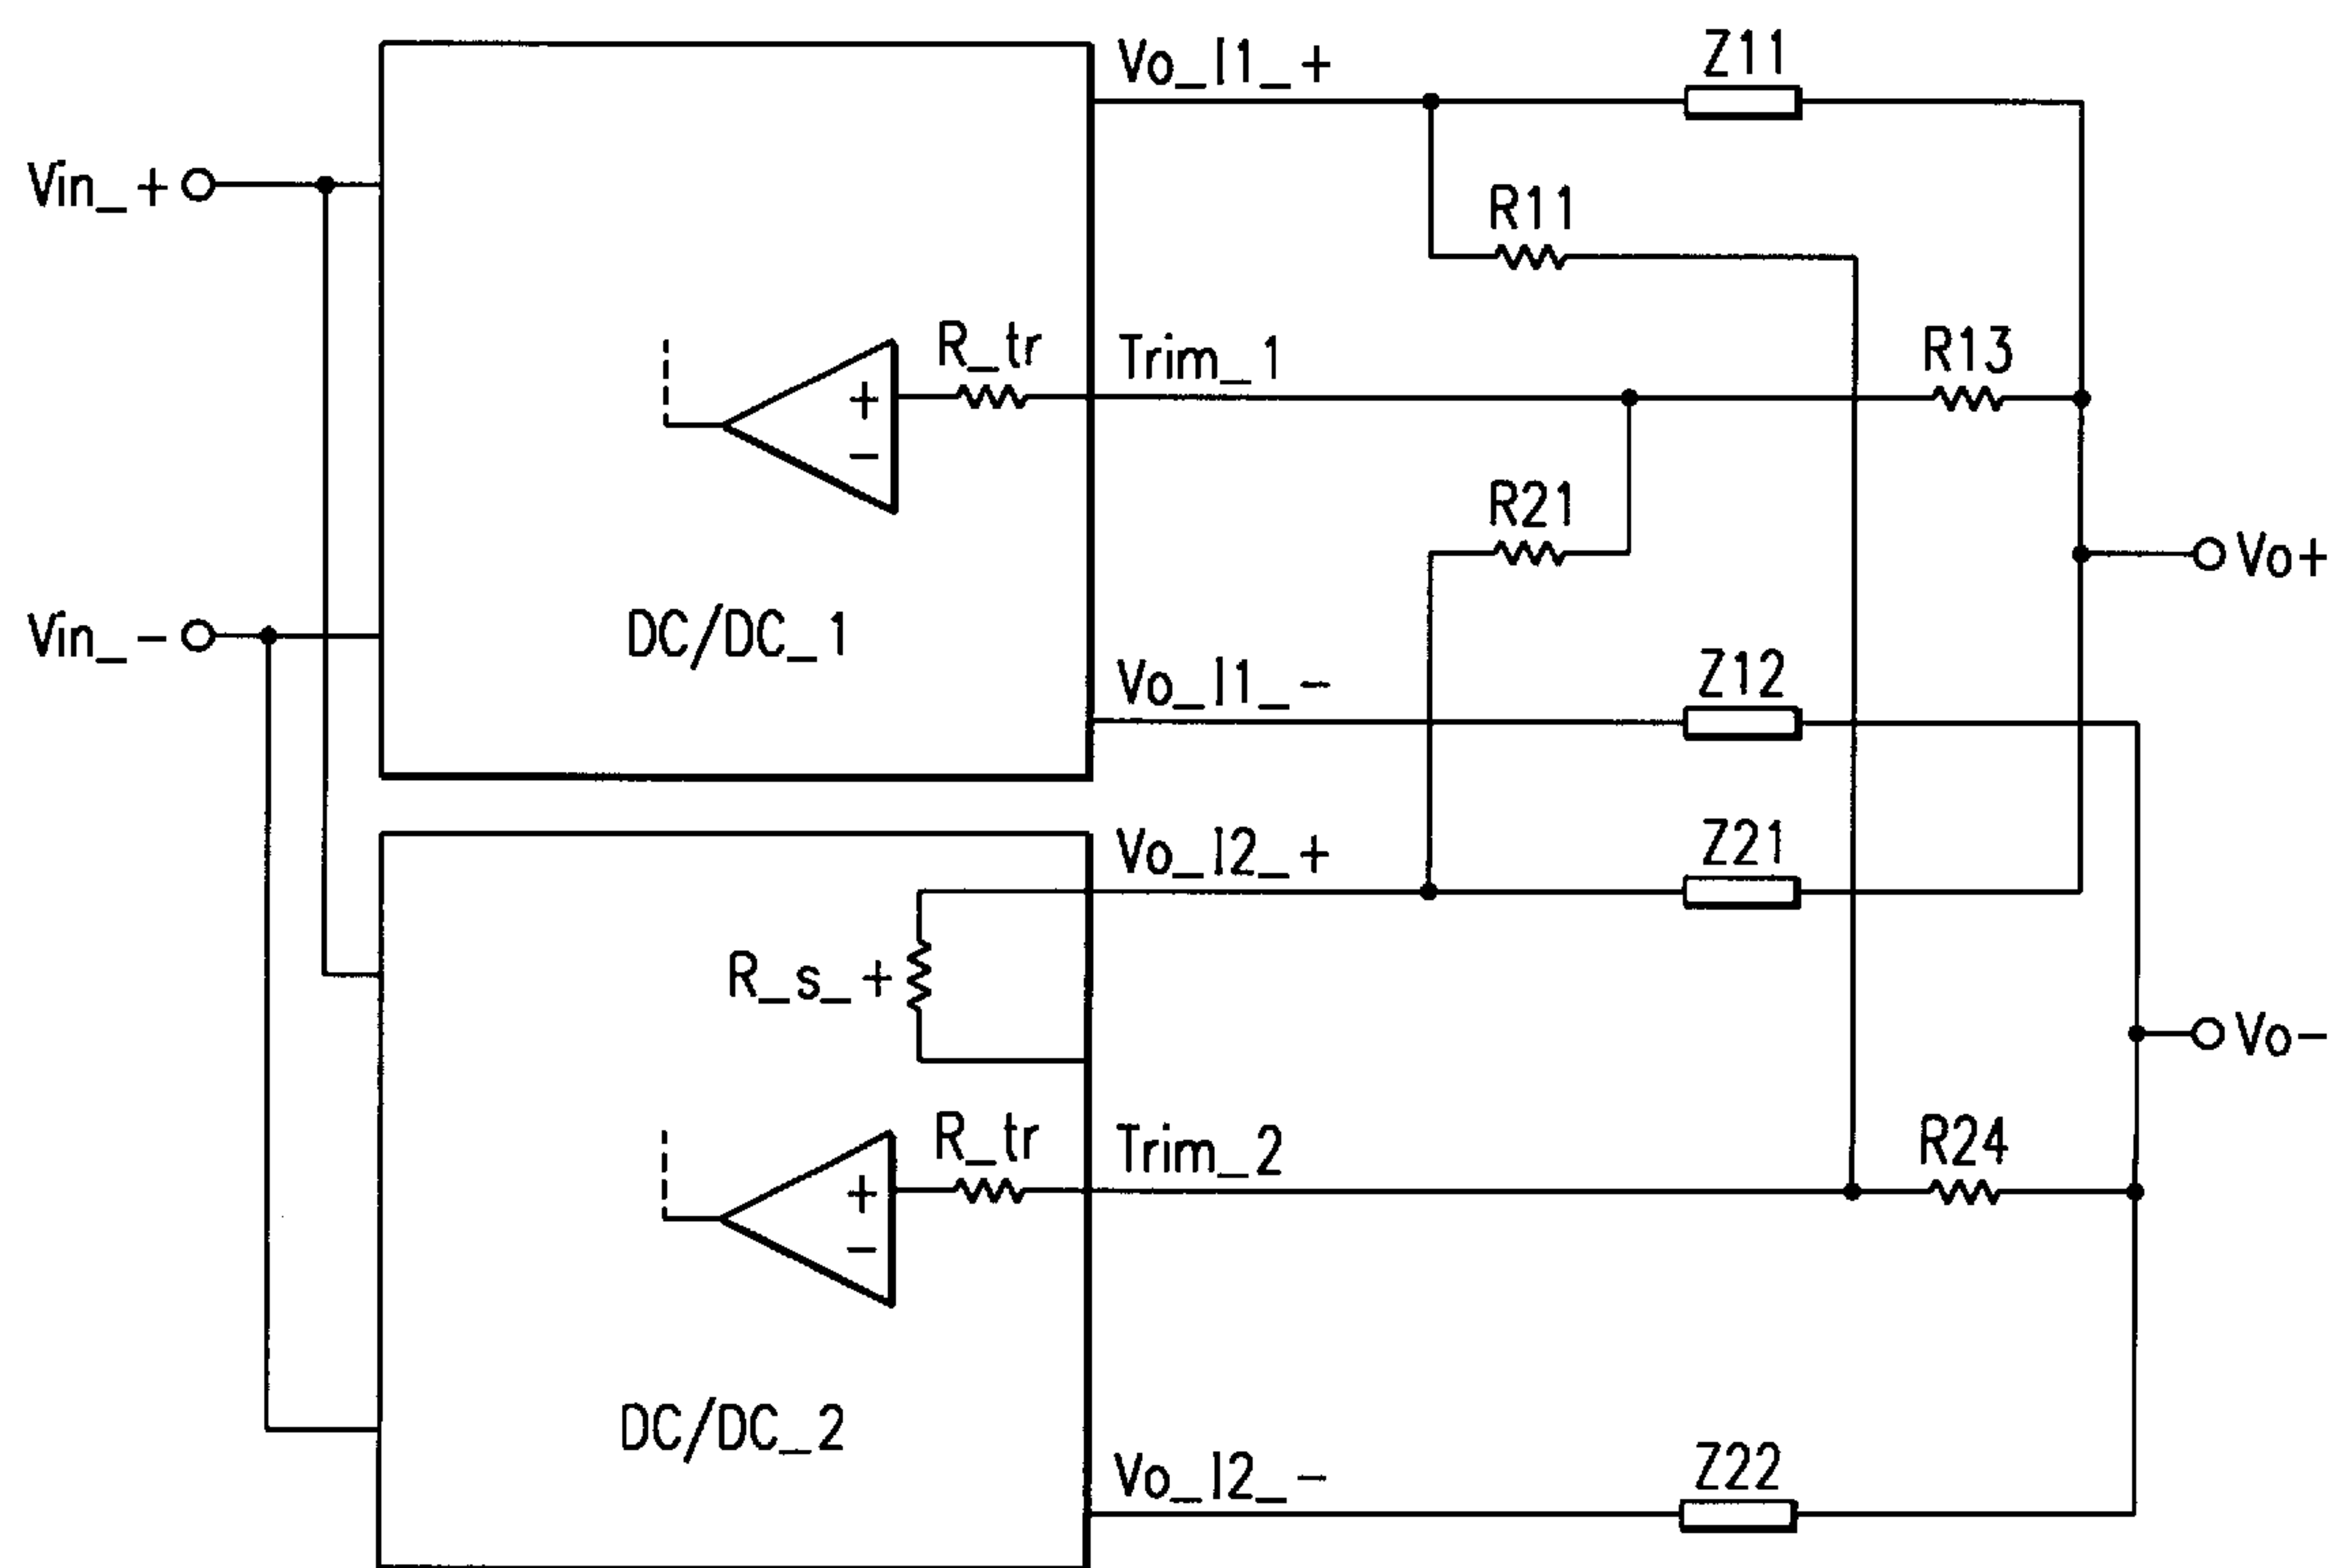 Vo_I1_+
Z11
Vin_+
R11
R_tr
Trim_1
R13
+
-
R21
Vo+
Vin_-
DC/DC_1
Vo_I1_-
Z12
Vo_I2_+
Z21
R_s_+
Vo-
R_tr
Trim_2
R24
+
-
DC/DC_2
Vo_I2_-
Z22